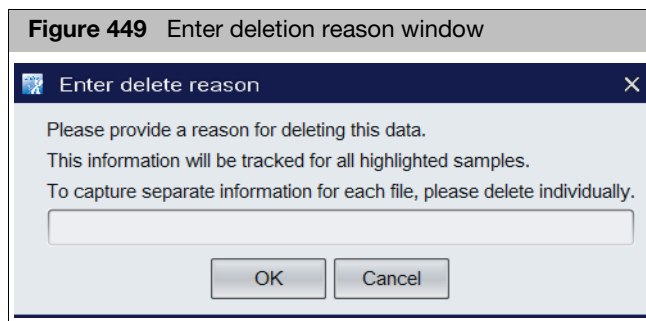 Figure 449 Enter deletion reason window
Enter delete reason
Please provide a reason for deleting this data.
This information will be tracked for all highlighted samples.
To capture separate information for each file, please delete individually.
OK Cancel